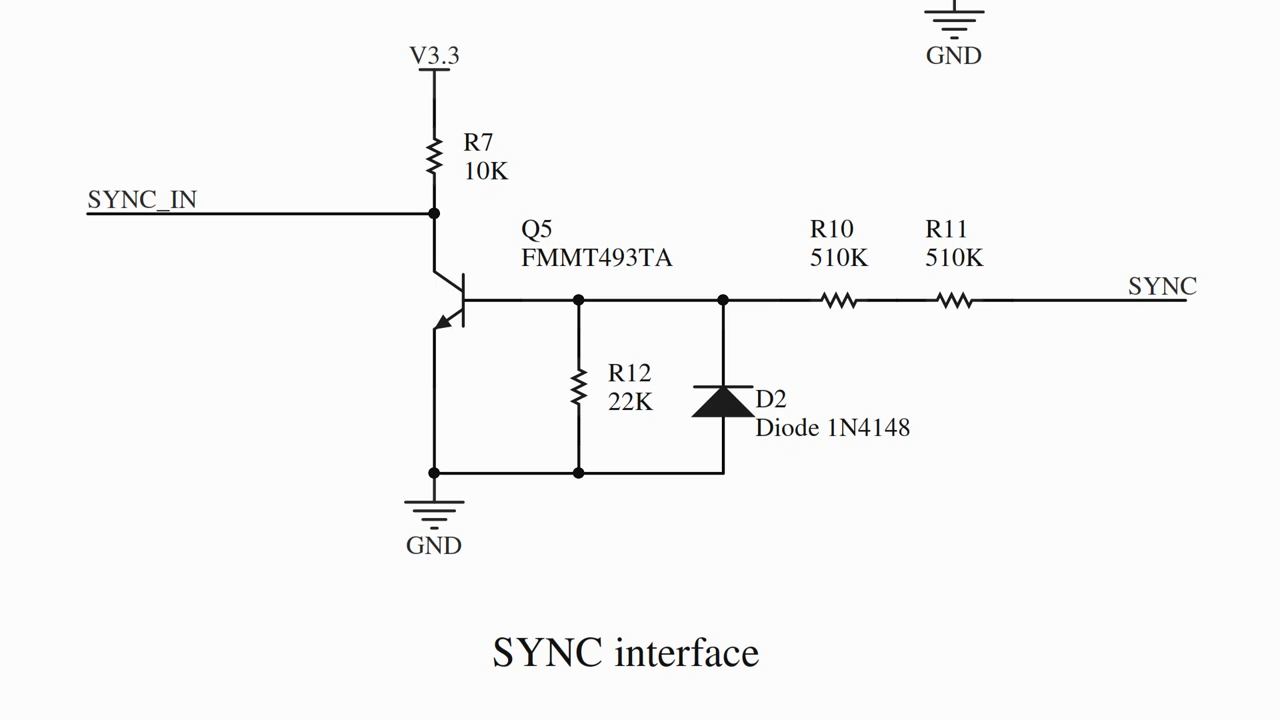 GND
V3.3
R7
10K
SYNC_IN
Q5
FMMT493TA
R10
510K
R11
510K
SYNC
R12
22K
D2
Diode 1N4148
GND
SYNC interface